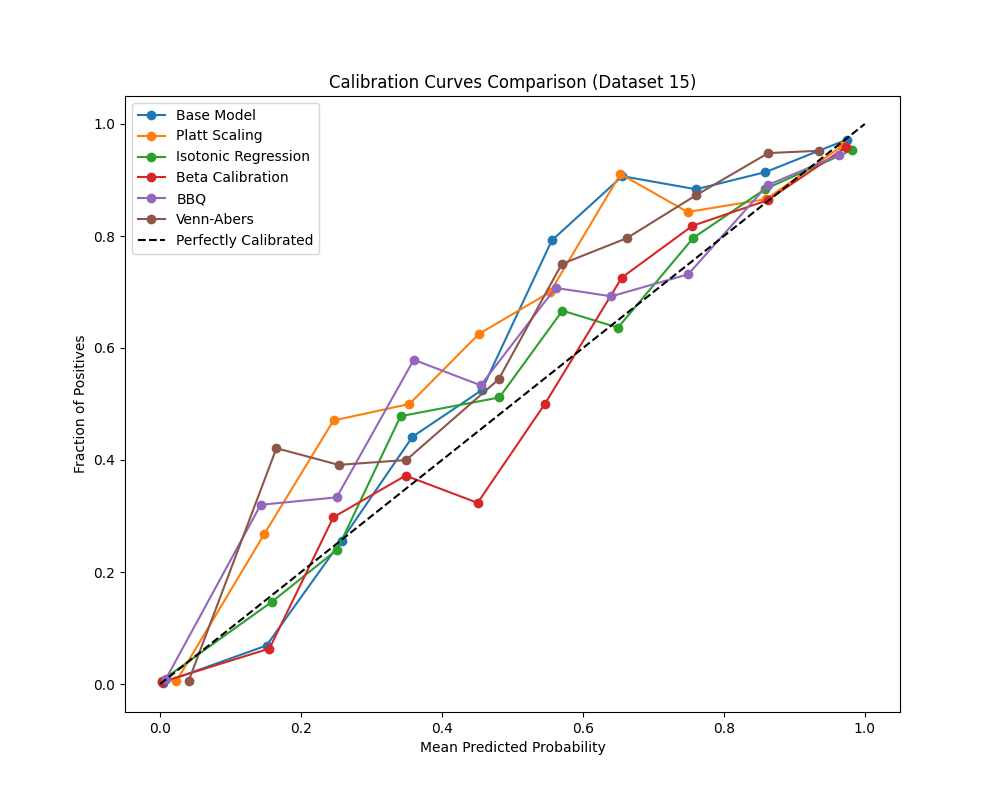 Calibration Curves Comparison (Dataset 15)
Base Model
Platt Scaling
Isotonic Regression
Beta Calibration
BBQ
Venn-Abers
Perfectly Calibrated
1.0
0.8
0.6
0.4
0.2
0.0
Fraction of Positives
0.0 0.2 0.4 0.6 0.8 1.0
Mean Predicted Probability